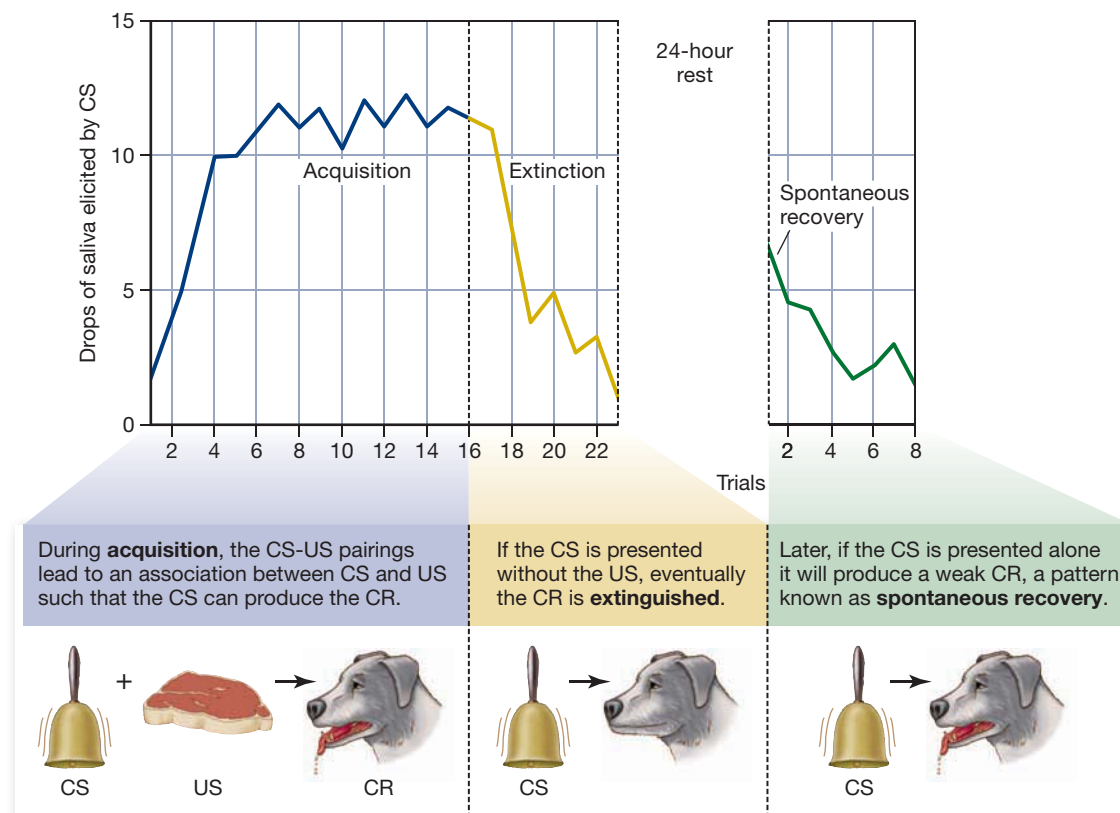 Drops of saliva elicited by CS
15
10
5
0
Acquisition
Extinction
24-hour
rest
Spontaneous
recovery
2 4 6 8 10 12 14 16 18 20 22
2 4 6 8
Trials
During acquisition, the CS-US pairings
lead to an association between CS and US
such that the CS can produce the CR.
If the CS is presented
without the US, eventually
the CR is extinguished.
Later, if the CS is presented alone
it will produce a weak CR, a pattern
known as spontaneous recovery.
+
CS
US
CR
CS
CS